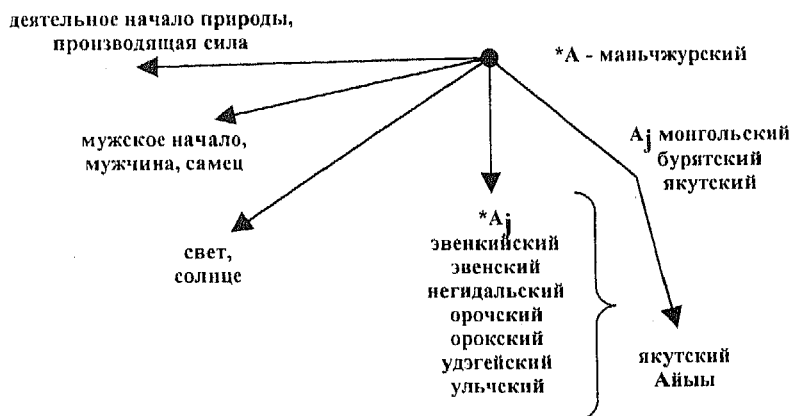 деятельное начало природы,
производящая сила
*А - маньчжурский
мужское начало,
мужчина, самец
Аj монгольский
бурятский
якутский
свет,
солнце
*Аj
эвенкийский
эвенский
негидальский
орочский
орокский
удэгейский
ульчский
якутский
Айыы